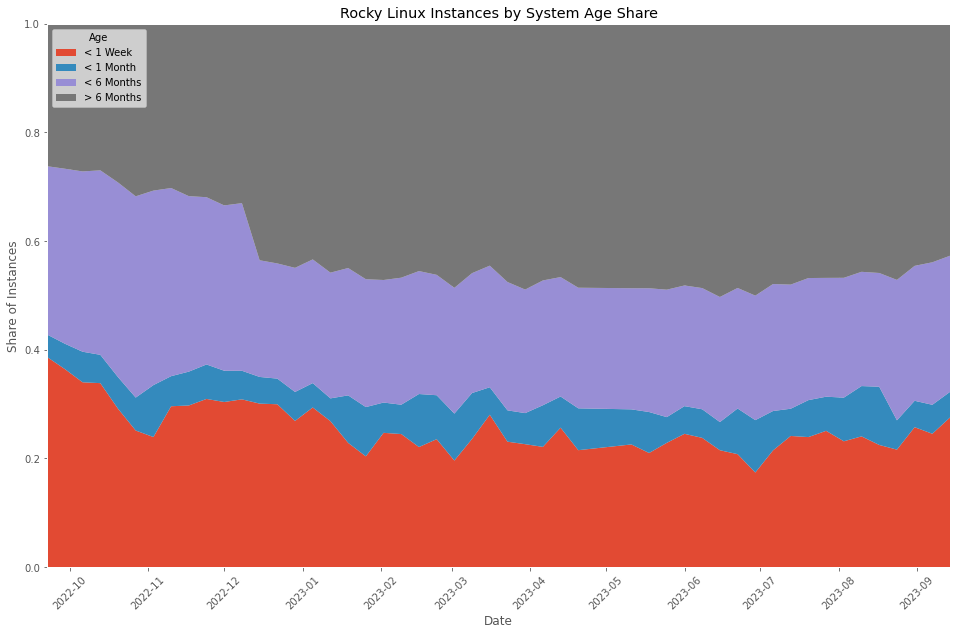 Rocky Linux Instances by System Age Share
Age
< 1 Week
< 1 Month
< 6 Months
> 6 Months
1.0
0.8
0.6
0.4
0.2
0.0
Share of Instances
2022-10
2022-11
2022-12
2023-01
2023-02
2023-03
2023-04
2023-05
2023-06
2023-07
2023-08
2023-09
Date